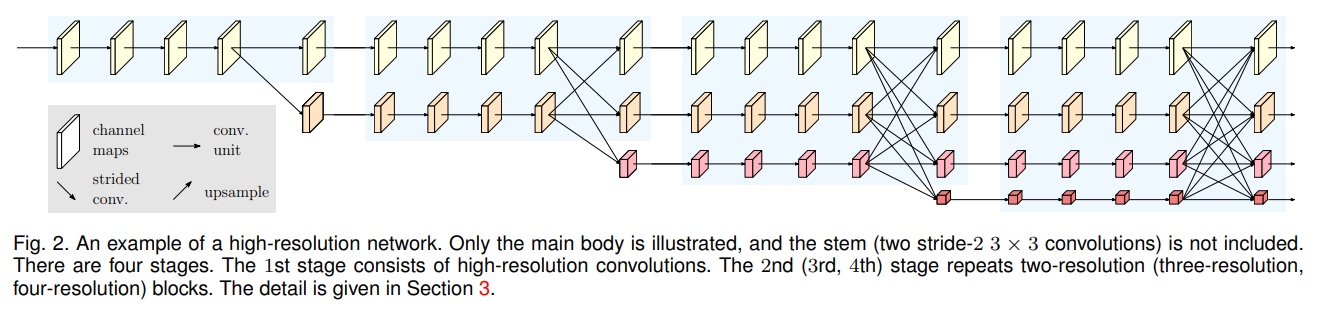 channel
maps
conv.
unit
strided
conv.
upsample
Fig. 2. An example of a high-resolution network. Only the main body is illustrated, and the stem (two stride-2 3 × 3 convolutions) is not included.
There are four stages. The 1st stage consists of high-resolution convolutions. The 2nd (3rd, 4th) stage repeats two-resolution (three-resolution,
four-resolution) blocks. The detail is given in Section 3.